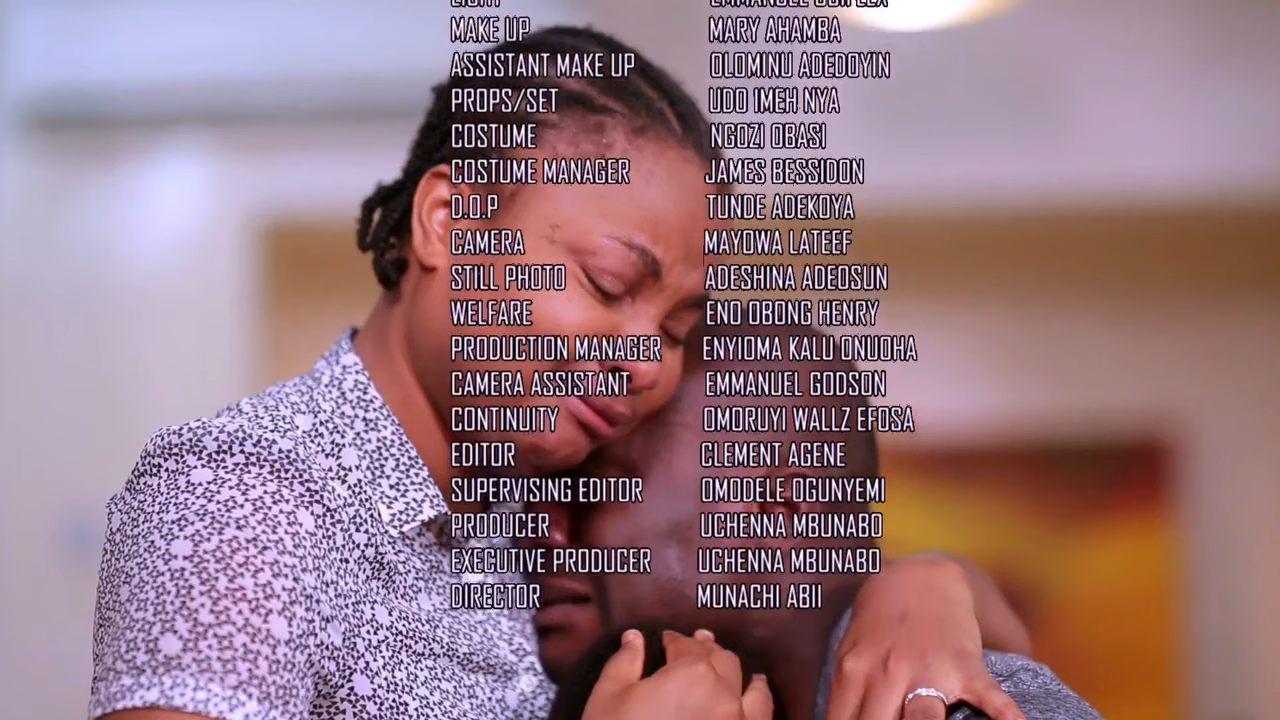 MAKE UP MARY AHAMBA
ASSISTANT MAKE UP OLOMINU ADEDOYIN
PROPS/SET UDO IMEH NYA
COSTUME NGOZI OBASI
COSTUME MANAGER JAMES BESSIDON
D.O.P TUNDE ADEKOYA
CAMERA MAYOWA LATEEF
STILL PHOTO ADESHINA ADEOSUN
WELFARE ENO OBONG HENRY
PRODUCTION MANAGER ENYIOMA KALU ONUOHA
CAMERA ASSISTANT EMMANUEL GODSON
CONTINUITY OMORUYI WALLZ EFOSA
EDITOR CLEMENT AGENE
SUPERVISING EDITOR OMODELE OGUNYEMI
PRODUCER UCHENNA MBUNABO
EXECUTIVE PRODUCER UCHENNA MBUNABO
DIRECTOR MUNACHI ABII